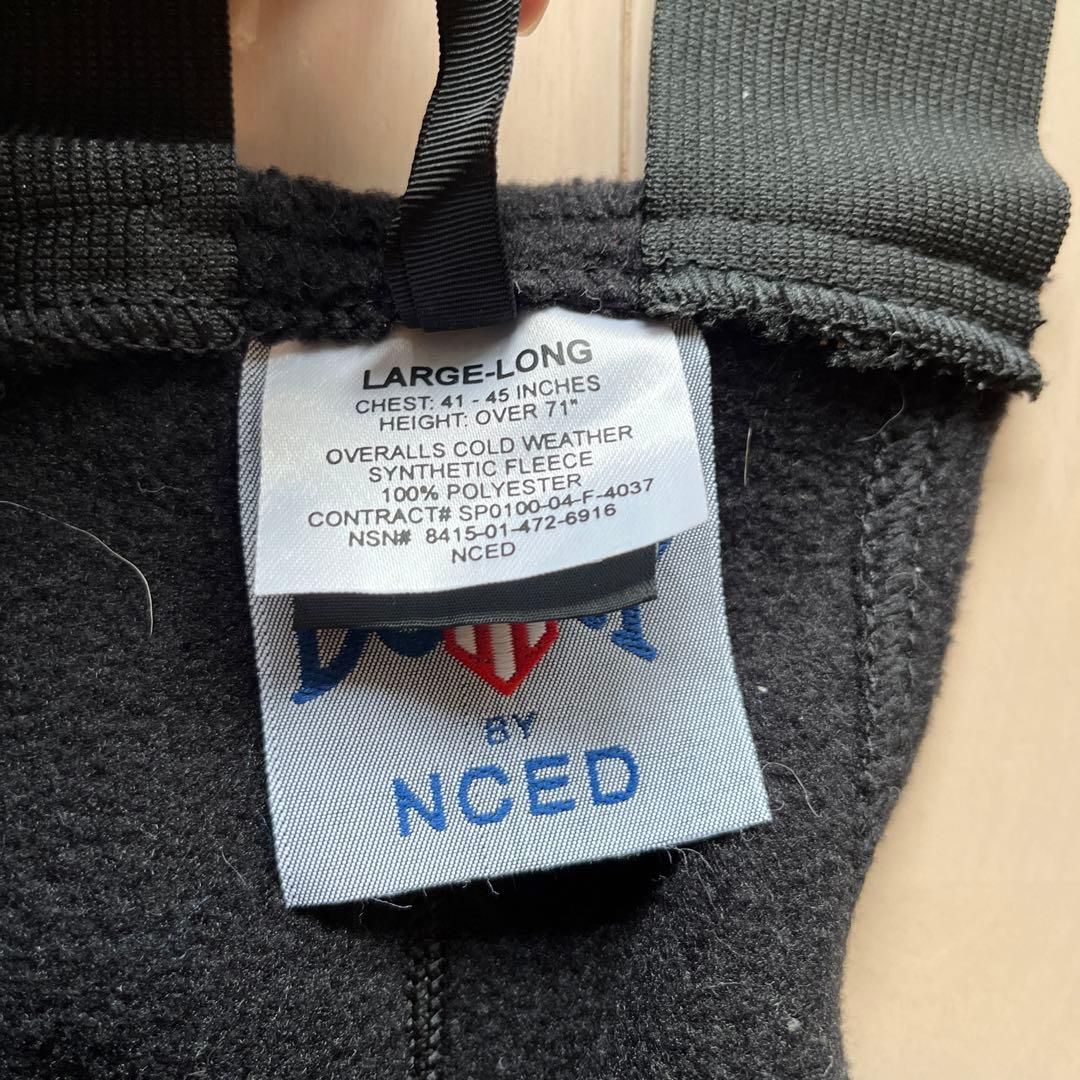 LARGE-LONG
CHEST: 41 - 45 INCHES
HEIGHT: OVER 71"
OVERALLS COLD WEATHER
SYNTHETIC FLEECE
100% POLYESTER
CONTRACT# SP0100-04-F-4037
NSN# 8415-01-472-6916
NCED
BY
NCED